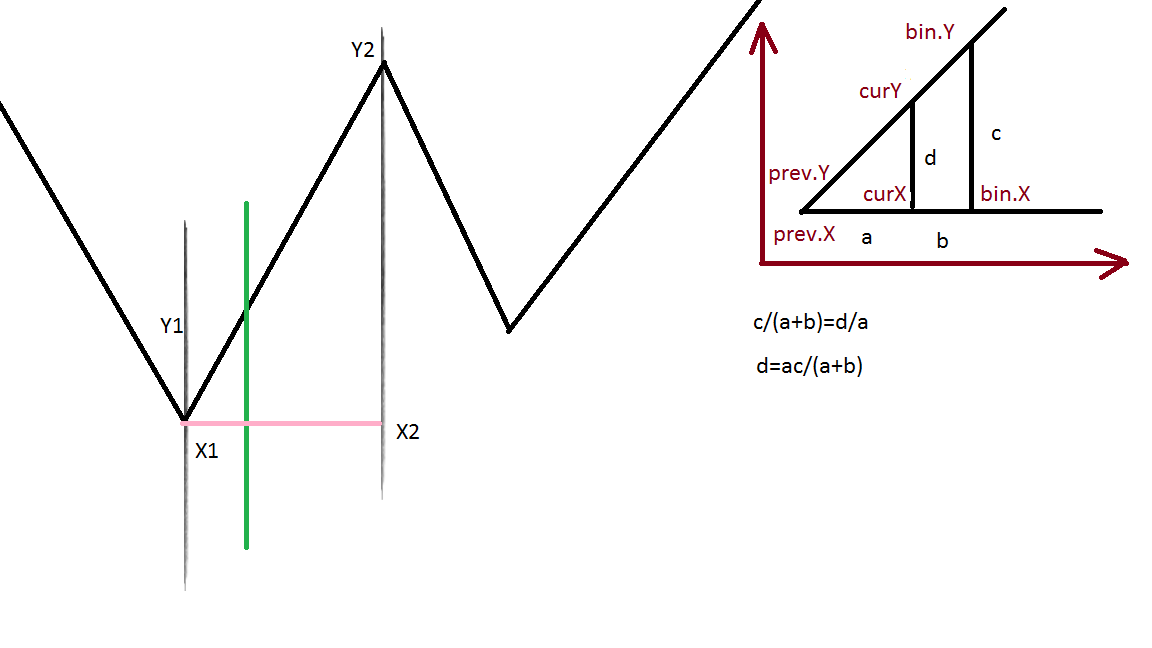 Y2
Y1
X1
X2
bin.Y
curY
c
d
prev.Y
curX
bin.X
prev.X
a
b
c/(a+b)=d/a
d=ac/(a+b)